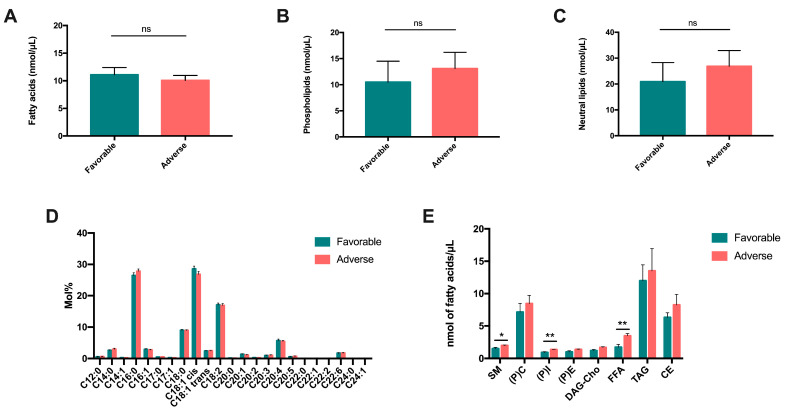 A
Fatty acids (nmol/µL)
20
15
10
5
0
ns
Favorable
Adverse
B
Phospholipids (nmol/µL)
20
15
10
5
0
ns
Favorable
Adverse
C
Neutral lipids (nmol/µL)
40
30
20
10
0
ns
Favorable
Adverse
D
Mol%
40
30
20
10
0
Favorable
Adverse
C12:0
C14:0
C14:1
C16:0
C16:1
C17:0
C17:1
C18:0
C18:1 cis
C18:1 trans
C18:2
C20:0
C20:1
C20:2
C20:3
C20:4
C20:5
C22:0
C22:1
C22:2
C22:6
C24:0
C24:1
E
nmol of fatty acids/µL
20
15
10
5
0
Favorable
Adverse
*
**
**
SM
(P)C
(P)I
(P)E
DAG-Cho
FFA
TAG
CE